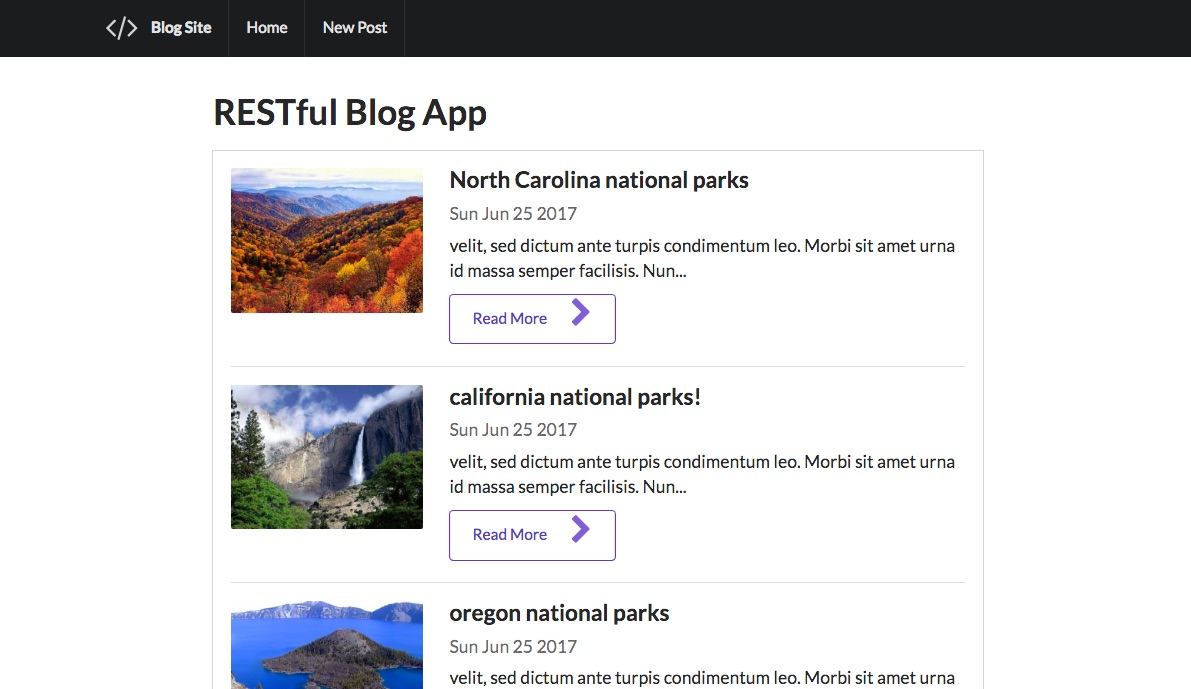 </> Blog Site Home New Post
RESTful Blog App
North Carolina national parks
Sun Jun 25 2017
velit, sed dictum ante turpis condimentum leo. Morbi sit amet urna
id massa semper facilisis. Nun...
Read More
california national parks!
Sun Jun 25 2017
velit, sed dictum ante turpis condimentum leo. Morbi sit amet urna
id massa semper facilisis. Nun...
Read More
oregon national parks
Sun Jun 25 2017
velit, sed dictum ante turpis condimentum leo. Morbi sit amet urna